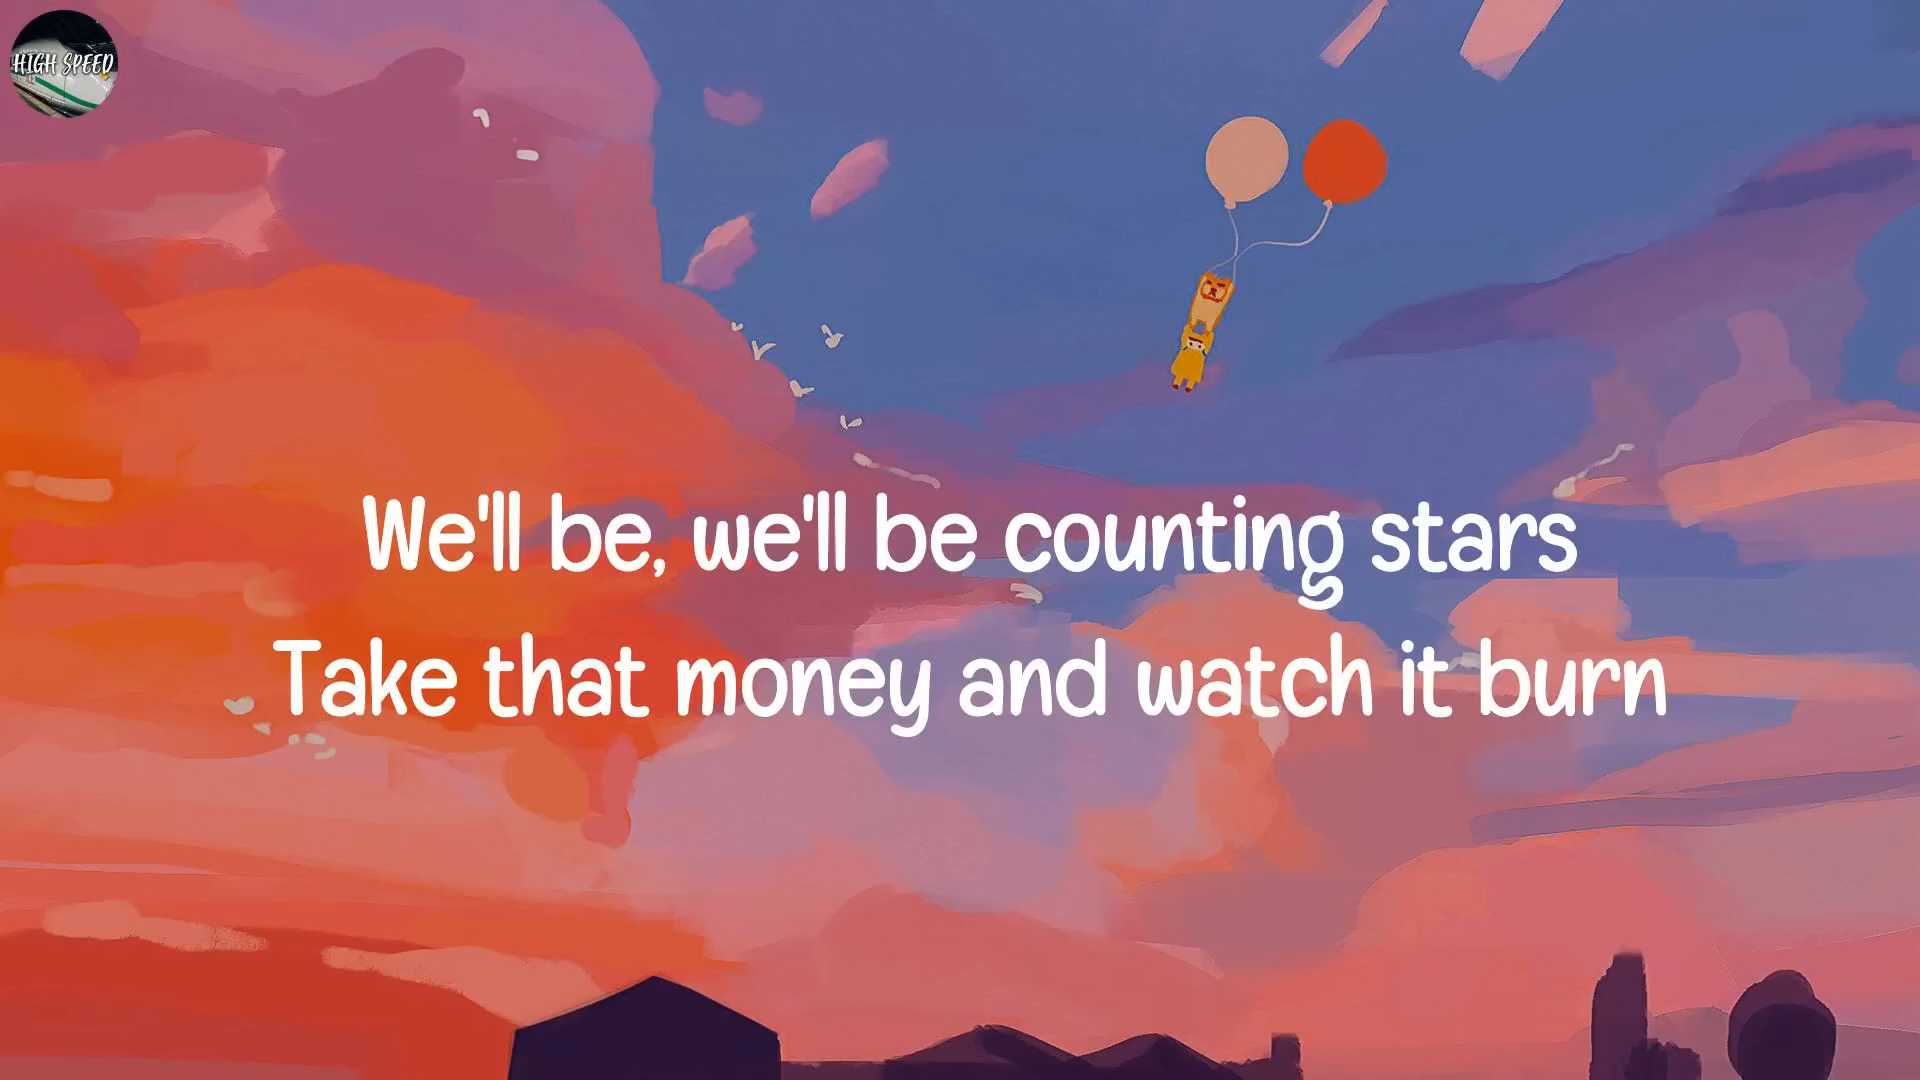 HIGH SPEED
We'll be, we'll be counting stars
Take that money and watch it burn